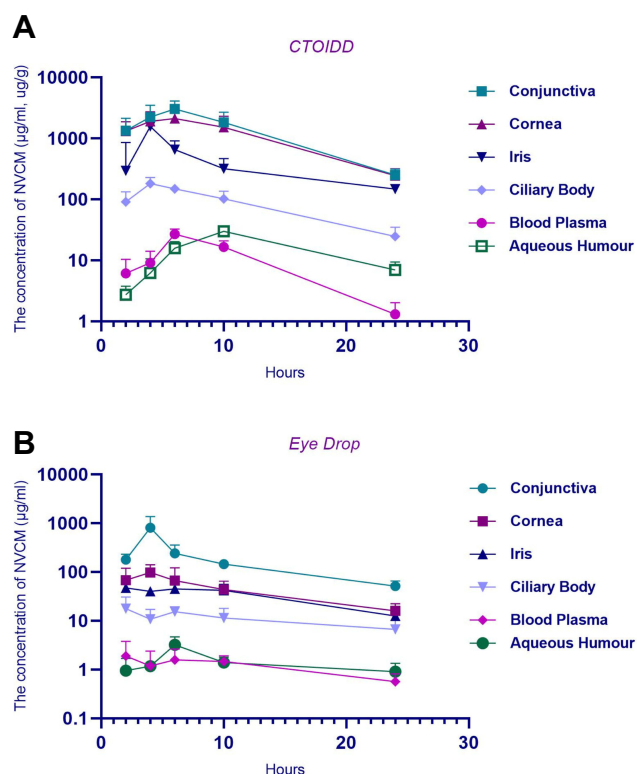 A
CTOIDD
The concentration of NVCM (µg/ml, ug/g)
10000
1000
100
10
1
0
10
20
30
Hours
Conjunctiva
Cornea
Iris
Ciliary Body
Blood Plasma
Aqueous Humour
B
Eye Drop
The concentration of NVCM (µg/ml)
10000
1000
100
10
1
0.1
0
10
20
30
Hours
Conjunctiva
Cornea
Iris
Ciliary Body
Blood Plasma
Aqueous Humour